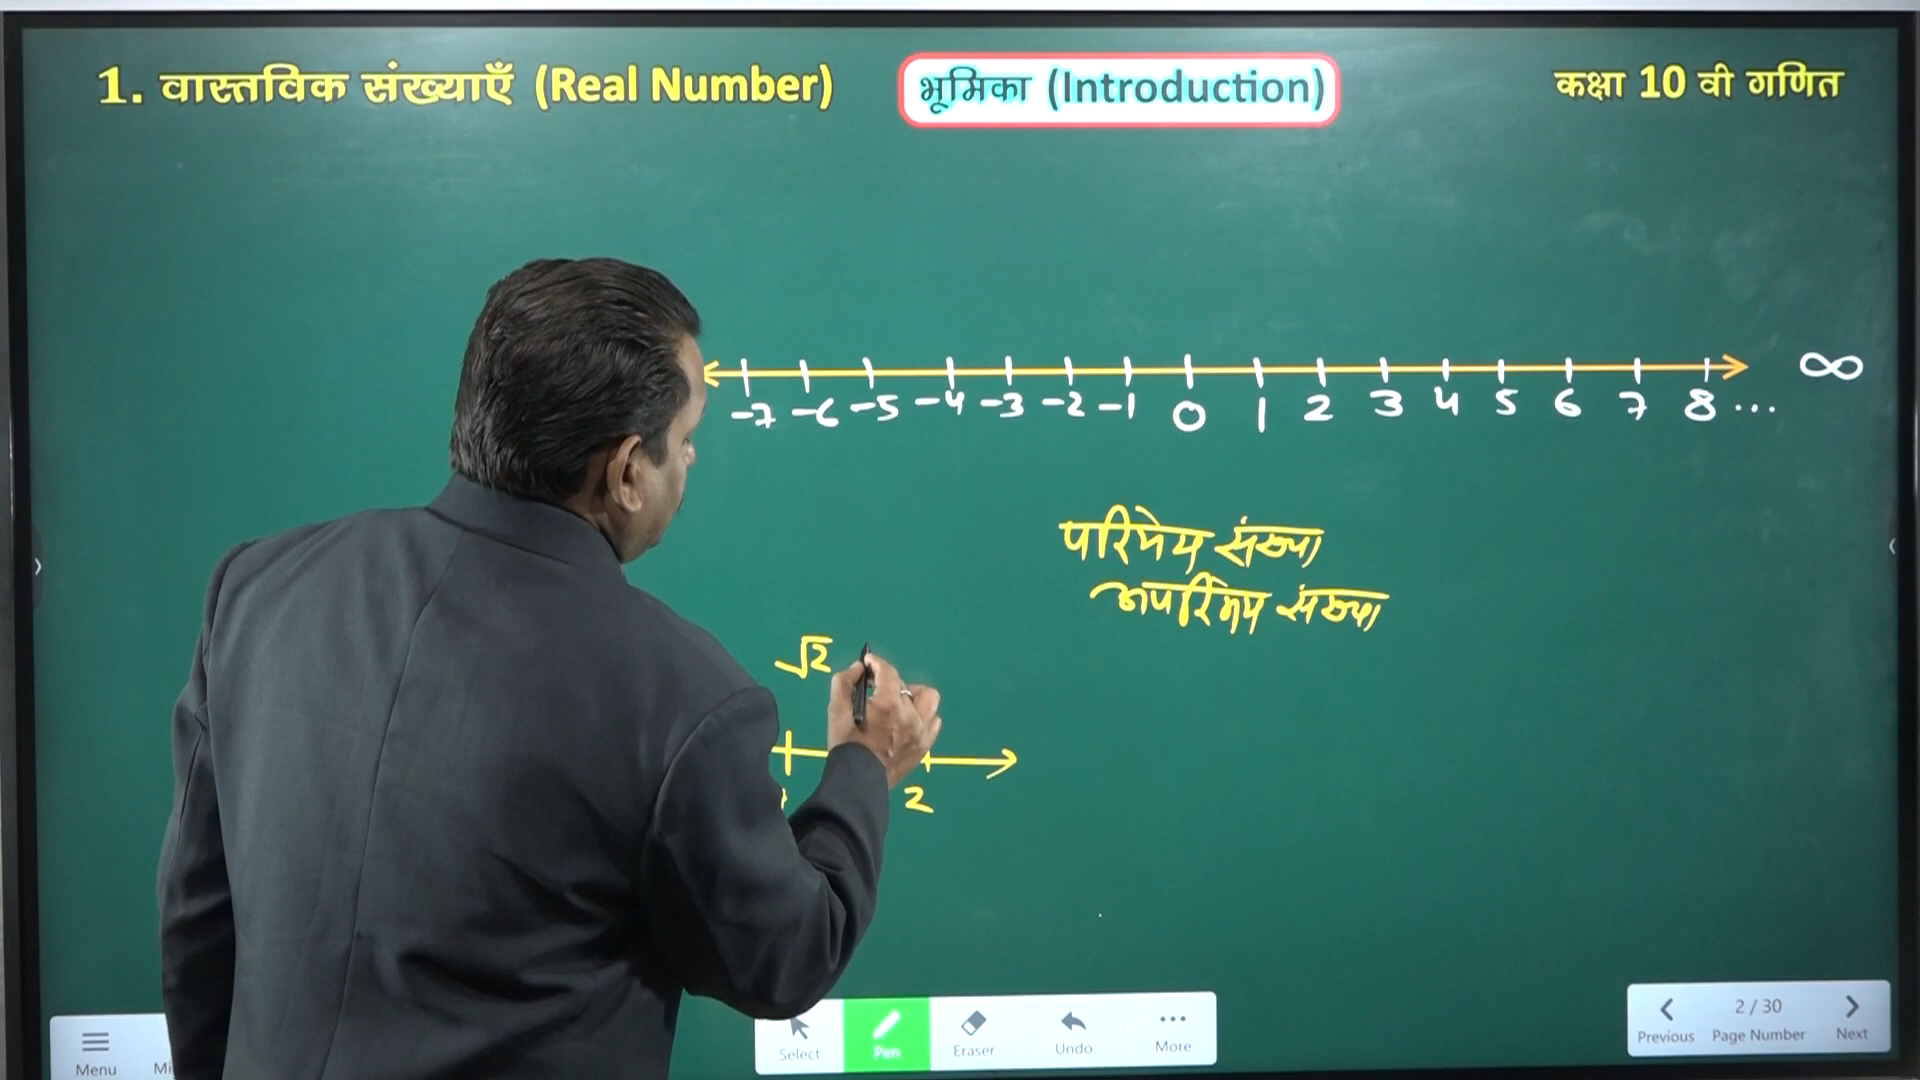 1. वास्तविक संख्याएँ (Real Number)
भूमिका (Introduction)
कक्षा 10 वी गणित
-7 -6 -5 -4 -3 -2 -1 0 1 2 3 4 5 6 7 8 ... ∞
परिमेय संख्या
अपरिमेय संख्या
√2
2
Select Pen Eraser Undo More
Menu
2 / 30
Previous Page Number Next